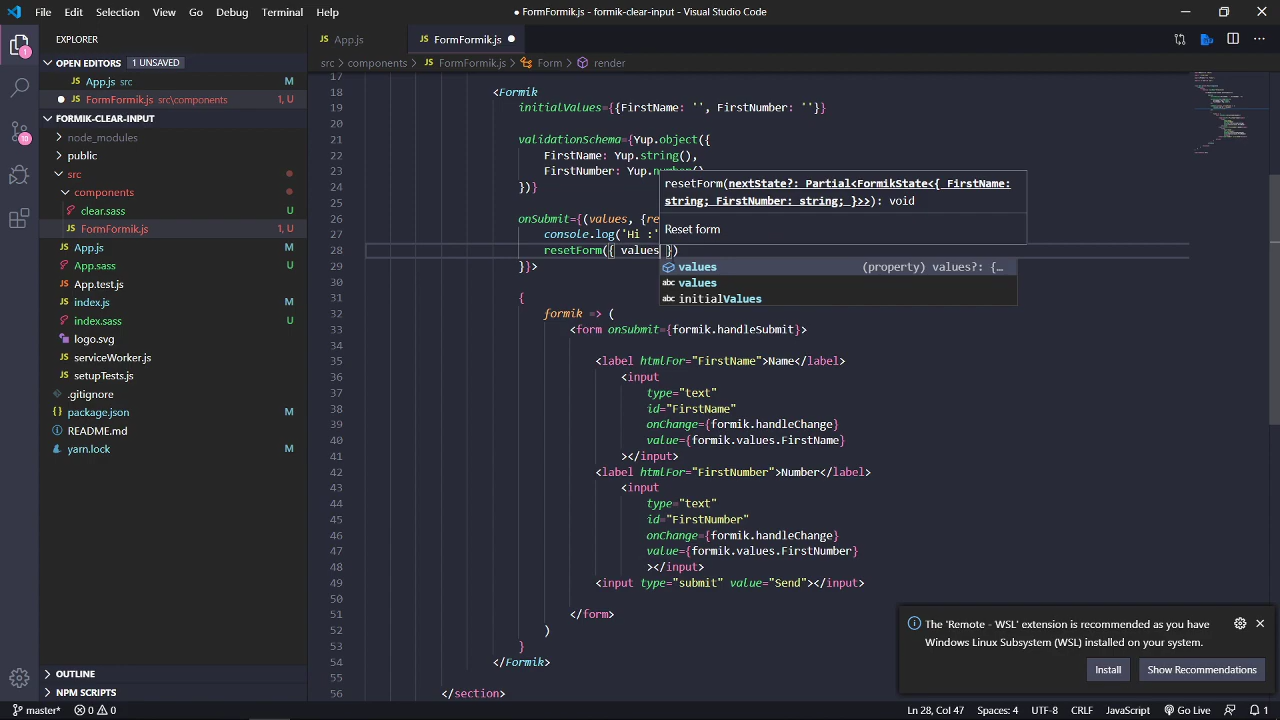 File Edit Selection View Go Debug Terminal Help
● FormFormik.js - formik-clear-input - Visual Studio Code
EXPLORER
OPEN EDITORS 1 UNSAVED
JS App.js src M
JS FormFormik.js src\components 1, U
FORMIK-CLEAR-INPUT
node_modules
public
src
components
clear.sass U
JS FormFormik.js 1, U
JS App.js M
App.sass U
JS App.test.js
JS index.js M
index.sass U
logo.svg
JS serviceWorker.js
JS setupTests.js
.gitignore
{} package.json M
README.md
yarn.lock M
OUTLINE
NPM SCRIPTS
1
10
JS App.js JS FormFormik.js ●
src > components > JS FormFormik.js > Form > render
17
18 <Formik
19 initialValues={{FirstName: '', FirstNumber: ''}}
20
21 validationSchema={Yup.object({
22 FirstName: Yup.string(),
23 FirstNumber: Yup.number()
24 })}
25
26 onSubmit={(values, {re
27 console.log('Hi :'
28 resetForm({ values })
29 }}>
30
31 {
32 formik => (
33 <form onSubmit={formik.handleSubmit}>
34
35 <label htmlFor="FirstName">Name</label>
36 <input
37 type="text"
38 id="FirstName"
39 onChange={formik.handleChange}
40 value={formik.values.FirstName}
41 ></input>
42 <label htmlFor="FirstNumber">Number</label>
43 <input
44 type="text"
45 id="FirstNumber"
46 onChange={formik.handleChange}
47 value={formik.values.FirstNumber}
48 ></input>
49 <input type="submit" value="Send"></input>
50
51 </form>
52 )
53 }
54 </Formik>
55
56 </section>
resetForm(nextState?: Partial<FormikState<{ FirstName:
string; FirstNumber: string; }>>): void
Reset form
values (property) values?: {…
abc values
abc initialValues
The 'Remote - WSL' extension is recommended as you have
Windows Linux Subsystem (WSL) installed on your system.
Install Show Recommendations
master* 0 0 Ln 28, Col 47 Spaces: 4 UTF-8 CRLF JavaScript Go Live 1